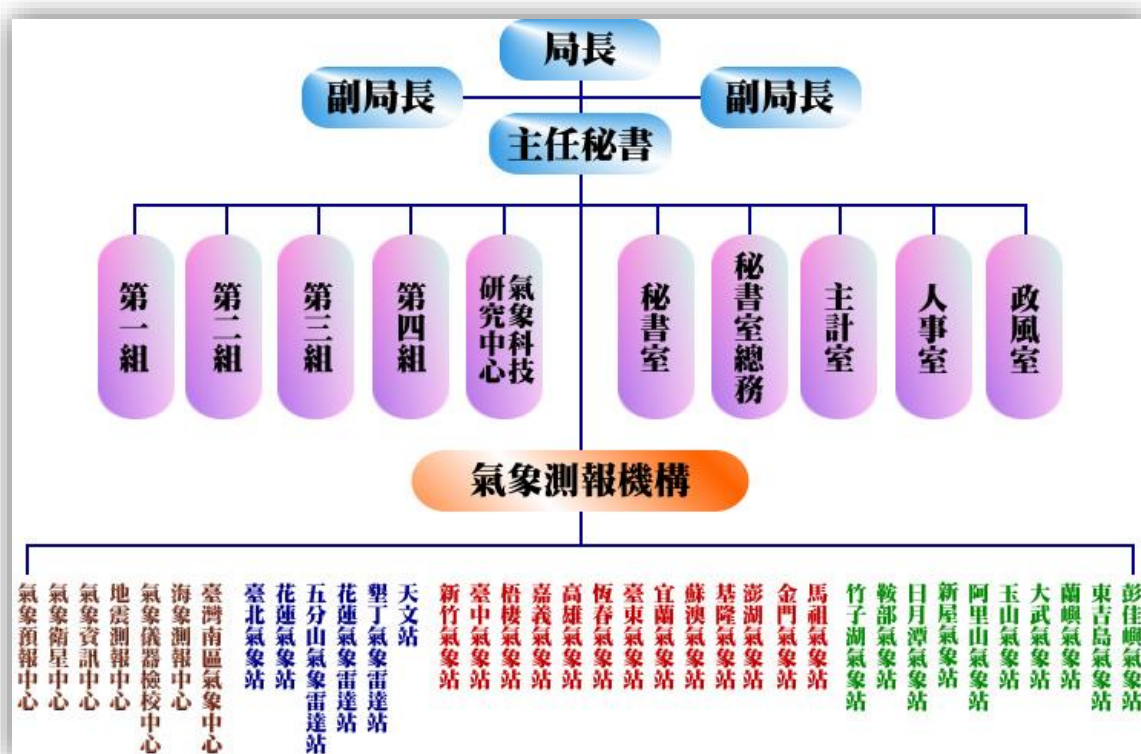 局長
副局長
副局長
主任秘書
第一組
第二組
第三組
第四組
氣象科技
研究中心
秘書室
秘書室總務
主計室
人事室
政風室
氣象測報機構
氣象預報中心
氣象衛星中心
氣象資訊中心
地震測報中心
氣象儀器檢校中心
海象測報中心
臺灣南區氣象中心
臺北氣象站
花蓮氣象站
五分山氣象雷達站
花蓮氣象雷達站
墾丁氣象雷達站
天文站
新竹氣象站
臺中氣象站
梧棲氣象站
嘉義氣象站
高雄氣象站
恆春氣象站
臺東氣象站
宜蘭氣象站
蘇澳氣象站
基隆氣象站
澎湖氣象站
金門氣象站
馬祖氣象站
竹子湖氣象站
鞍部氣象站
日月潭氣象站
新屋氣象站
阿里山氣象站
玉山氣象站
大武氣象站
蘭嶼氣象站
東吉島氣象站
彭佳嶼氣象站